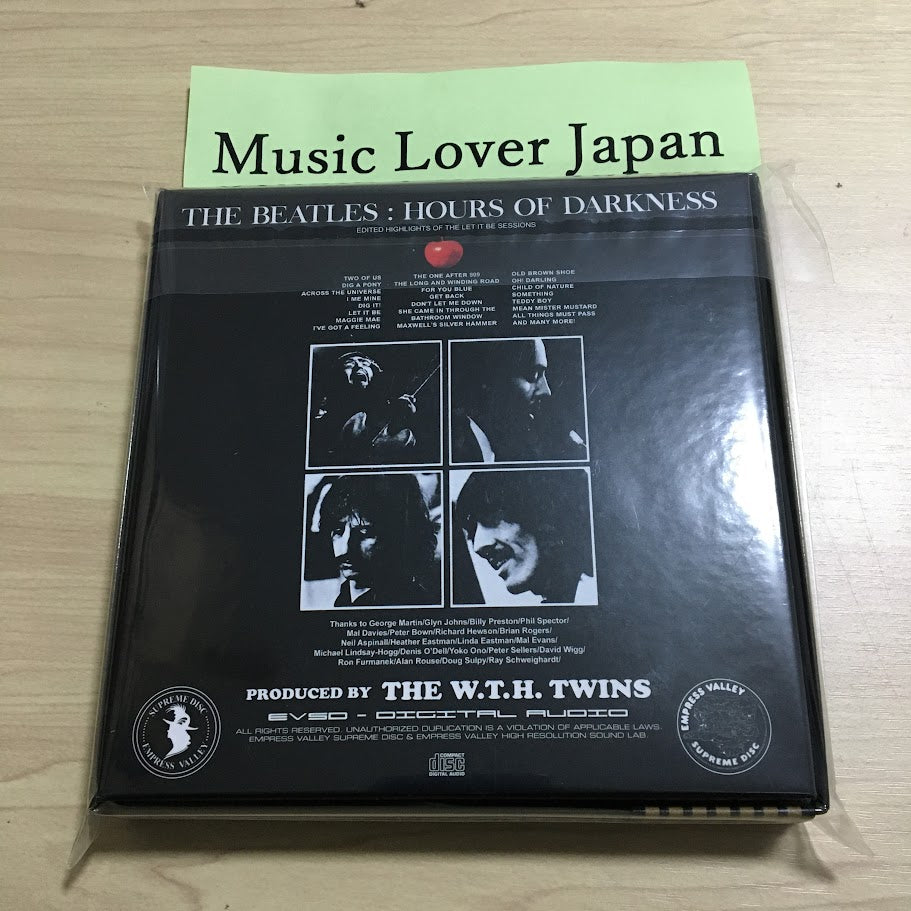 Music Lover Japan
THE BEATLES : HOURS OF DARKNESS
EDITED HIGHLIGHTS OF THE LET IT BE SESSIONS
TWO OF US
DIG A PONY
ACROSS THE UNIVERSE
I ME MINE
DIG IT!
LET IT BE
MAGGIE MAE
I'VE GOT A FEELING
THE ONE AFTER 909
THE LONG AND WINDING ROAD
FOR YOU BLUE
GET BACK
DON'T LET ME DOWN
SHE CAME IN THROUGH THE
BATHROOM WINDOW
MAXWELL'S SILVER HAMMER
OLD BROWN SHOE
OH! DARLING
CHILD OF NATURE
SOMETHING
TEDDY BOY
MEAN MISTER MUSTARD
ALL THINGS MUST PASS
AND MANY MORE!
Thanks to George Martin/Glyn Johns/Billy Preston/Phil Spector/
Mal Davies/Peter Bown/Richard Hewson/Brian Rogers/
Neil Aspinall/Heather Eastman/Linda Eastman/Mal Evans/
Michael Lindsay-Hogg/Denis O'Dell/Yoko Ono/Peter Sellers/David Wigg/
Ron Furmanek/Alan Rouse/Doug Sulpy/Ray Schweighardt/
PRODUCED BY THE W.T.H. TWINS
EVSD - DIGITAL AUDIO
ALL RIGHTS RESERVED. UNAUTHORIZED DUPLICATION IS A VIOLATION OF APPLICABLE LAWS.
EMPRESS VALLEY SUPREME DISC & EMPRESS VALLEY HIGH RESOLUTION SOUND LAB.
SUPREME DISC
EMPRESS VALLEY
COMPACT
disc
DIGITAL AUDIO
EMPRESS VALLEY
SUPREME DISC